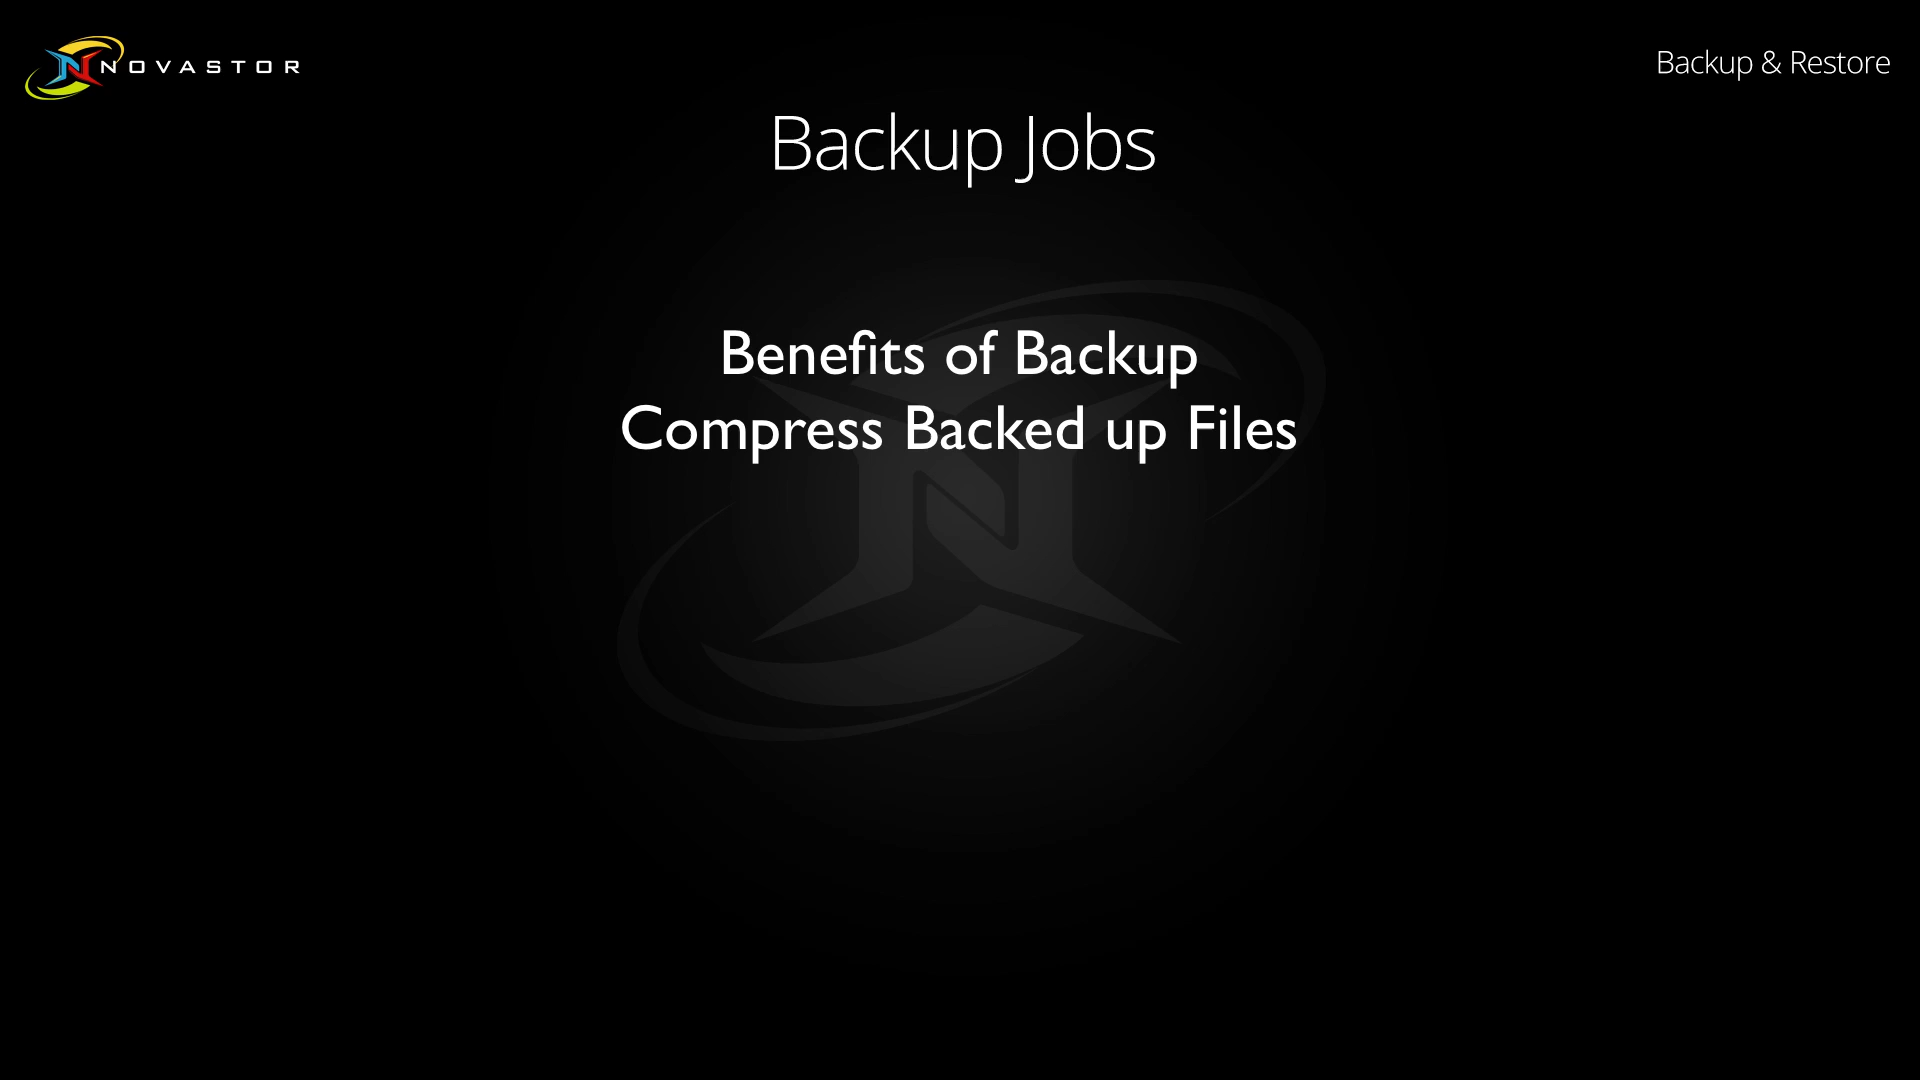 NOVASTOR
Backup & Restore
Backup Jobs
Benefits of Backup
Compress Backed up Files